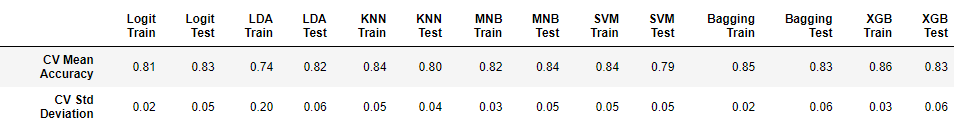 Logit Train Logit Test LDA Train LDA Test KNN Train KNN Test MNB Train MNB Test SVM Train SVM Test Bagging Train Bagging Test XGB Train XGB Test
CV Mean Accuracy 0.81 0.83 0.74 0.82 0.84 0.80 0.82 0.84 0.84 0.79 0.85 0.83 0.86 0.83
CV Std Deviation 0.02 0.05 0.20 0.06 0.05 0.04 0.03 0.05 0.05 0.05 0.02 0.06 0.03 0.06